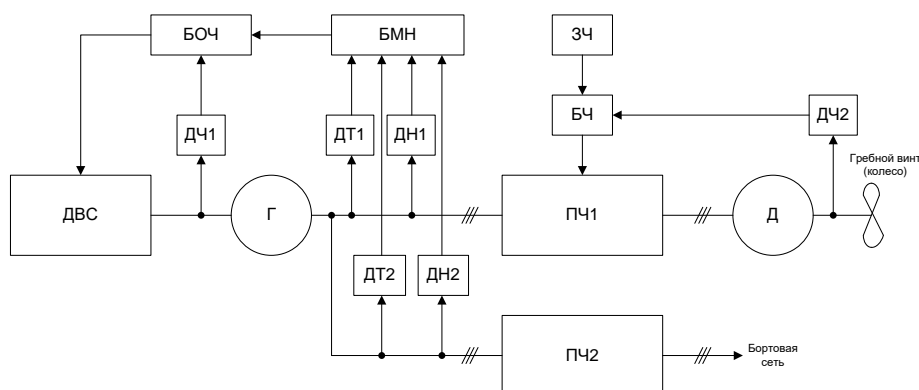 БОЧ
БМН
ЗЧ
ДЧ1
ДТ1
ДН1
БЧ
ДЧ2
Гребной винт
(колесо)
ДВС
Г
ПЧ1
Д
ДТ2
ДН2
ПЧ2
Бортовая
сеть